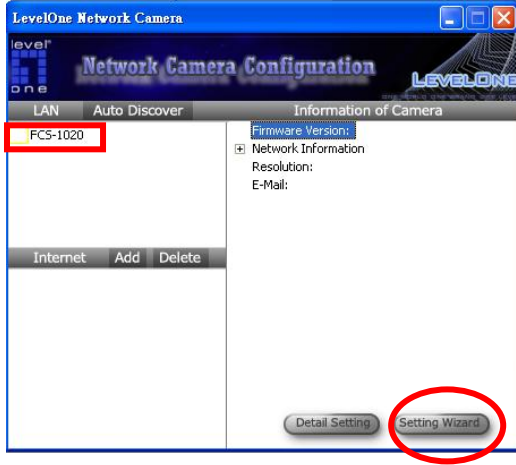 LevelOne Network Camera
level
one
Network Camera Configuration
LEVELONE
LAN Auto Discover
Information of Camera
FCS-1020
Firmware Version:
Network Information
Resolution:
E-Mail:
Internet Add Delete
Detail Setting
Setting Wizard